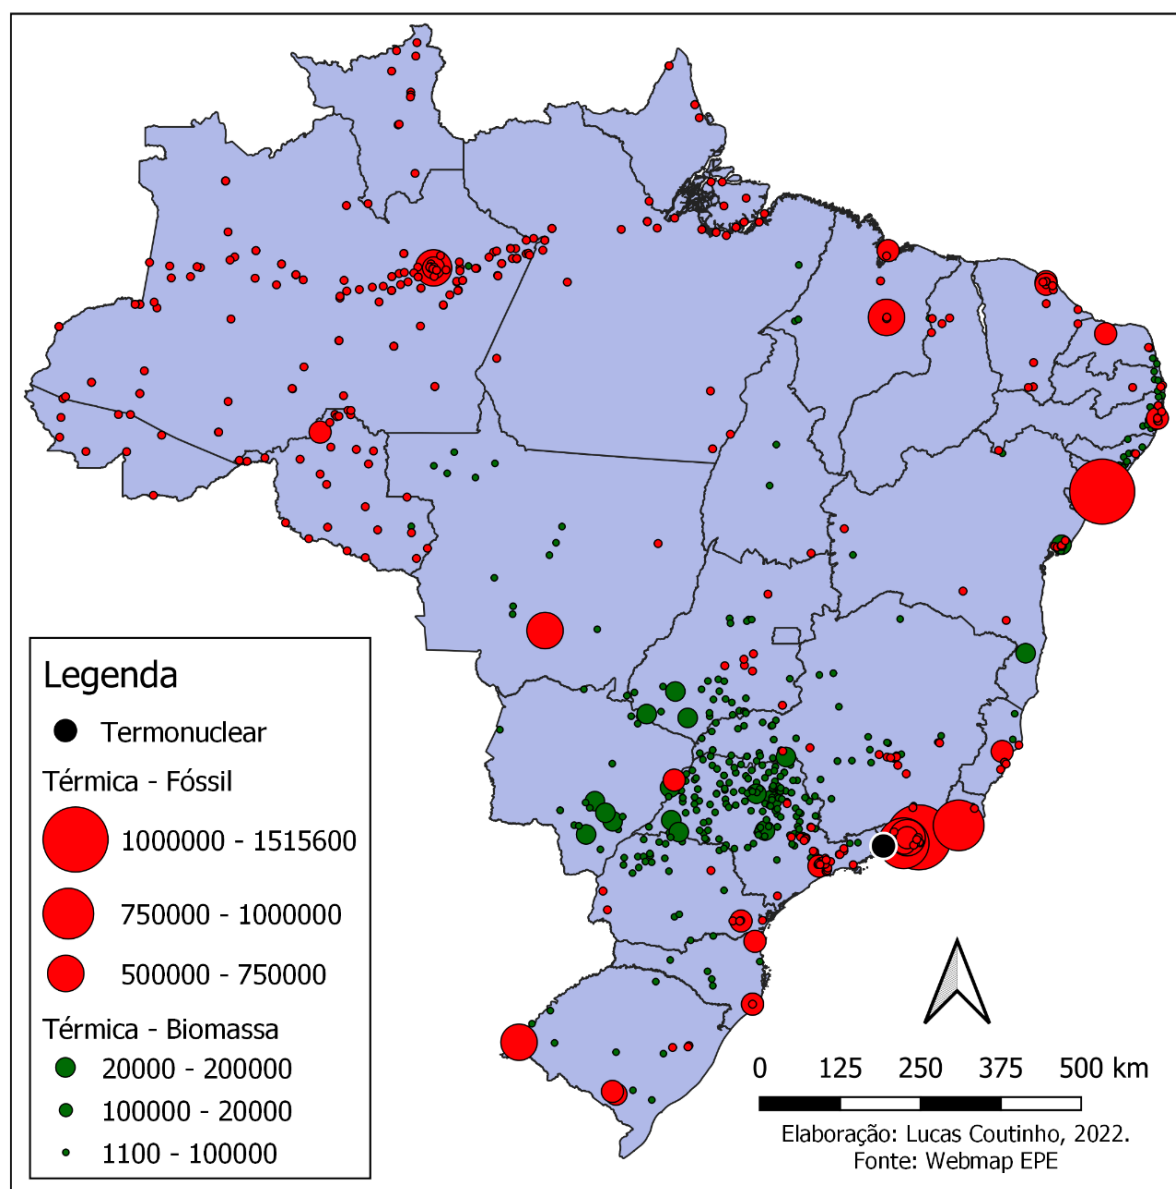 Legenda
Termonuclear
Térmica - Fóssil
1000000 - 1515600
750000 - 1000000
500000 - 750000
Térmica - Biomassa
20000 - 200000
100000 - 20000
1100 - 100000
0 125 250 375 500 km
Elaboração: Lucas Coutinho, 2022.
Fonte: Webmap EPE